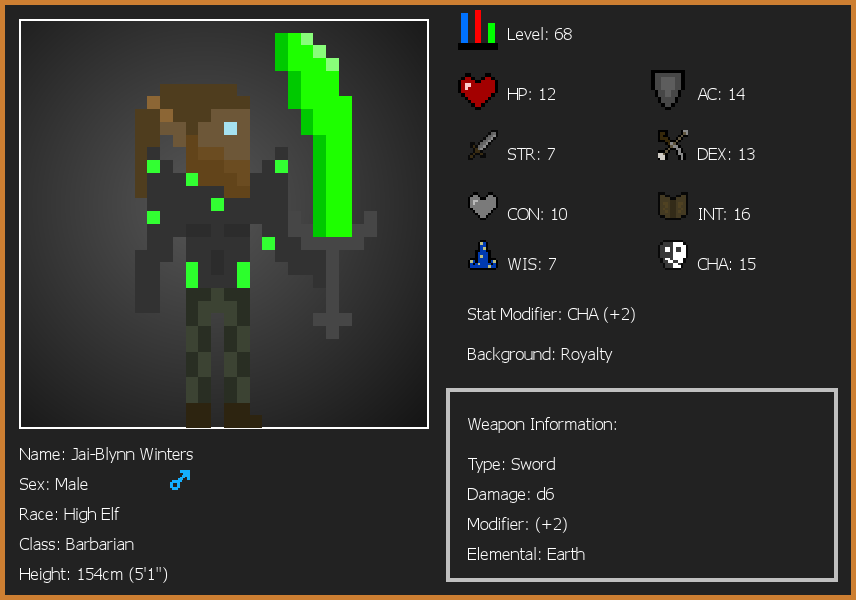 Level: 68
HP: 12
AC: 14
STR: 7
DEX: 13
CON: 10
INT: 16
WIS: 7
CHA: 15
Stat Modifier: CHA (+2)
Background: Royalty
Weapon Information:
Type: Sword
Damage: d6
Modifier: (+2)
Elemental: Earth
Name: Jai-Blynn Winters
Sex: Male
Race: High Elf
Class: Barbarian
Height: 154cm (5'1")